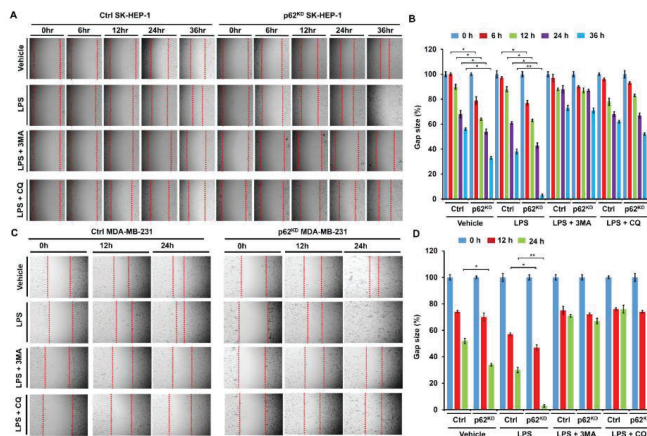 A
Ctrl SK-HEP-1
p62KD SK-HEP-1
0hr 6hr 12hr 24hr 36hr 0hr 6hr 12hr 24hr 36hr
Vehicle
LPS
LPS + 3MA
LPS + CQ
B
0 h 6 h 12 h 24 h 36 h
Gap size (%)
120
100
80
60
40
20
0
* * * *
* * * **
Ctrl p62KD Ctrl p62KD Ctrl p62KD Ctrl p62KD
Vehicle LPS LPS + 3MA LPS + CQ
C
Ctrl MDA-MB-231
p62KD MDA-MB-231
0h 12h 24h 0h 12h 24h
Vehicle
LPS
LPS + 3MA
LPS + CQ
D
0 h 12 h 24 h
Gap size (%)
120
100
80
60
40
20
0
*
** *
Ctrl p62KD Ctrl p62KD Ctrl p62KD Ctrl p62KD
Vehicle LPS LPS + 3MA LPS + CQ